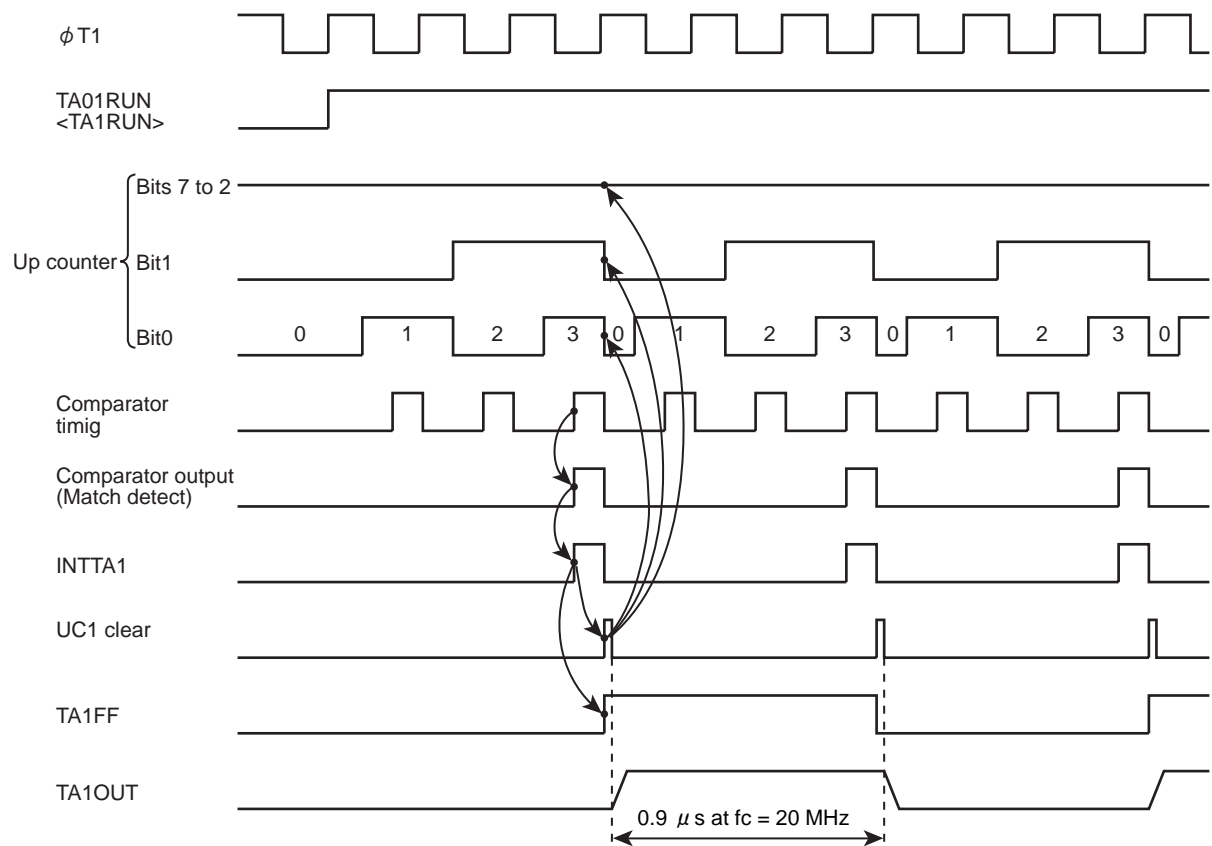 ϕT1
TA01RUN
<TA1RUN>
Bits 7 to 2
Up counter
Bit1
Bit0
0 1 2 3 0 1 2 3 0 1 2 3 0
Comparator
timig
Comparator output
(Match detect)
INTTA1
UC1 clear
TA1FF
TA1OUT
0.9 μs at fc = 20 MHz